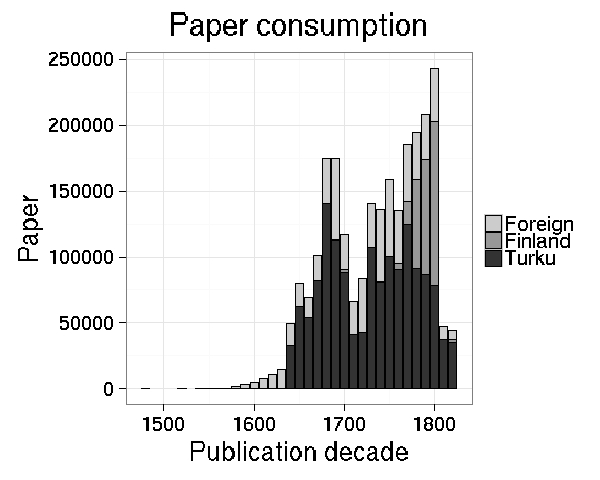 Paper consumption
250000
200000
150000
100000
50000
0
Paper
1500 1600 1700 1800
Publication decade
Foreign
Finland
Turku